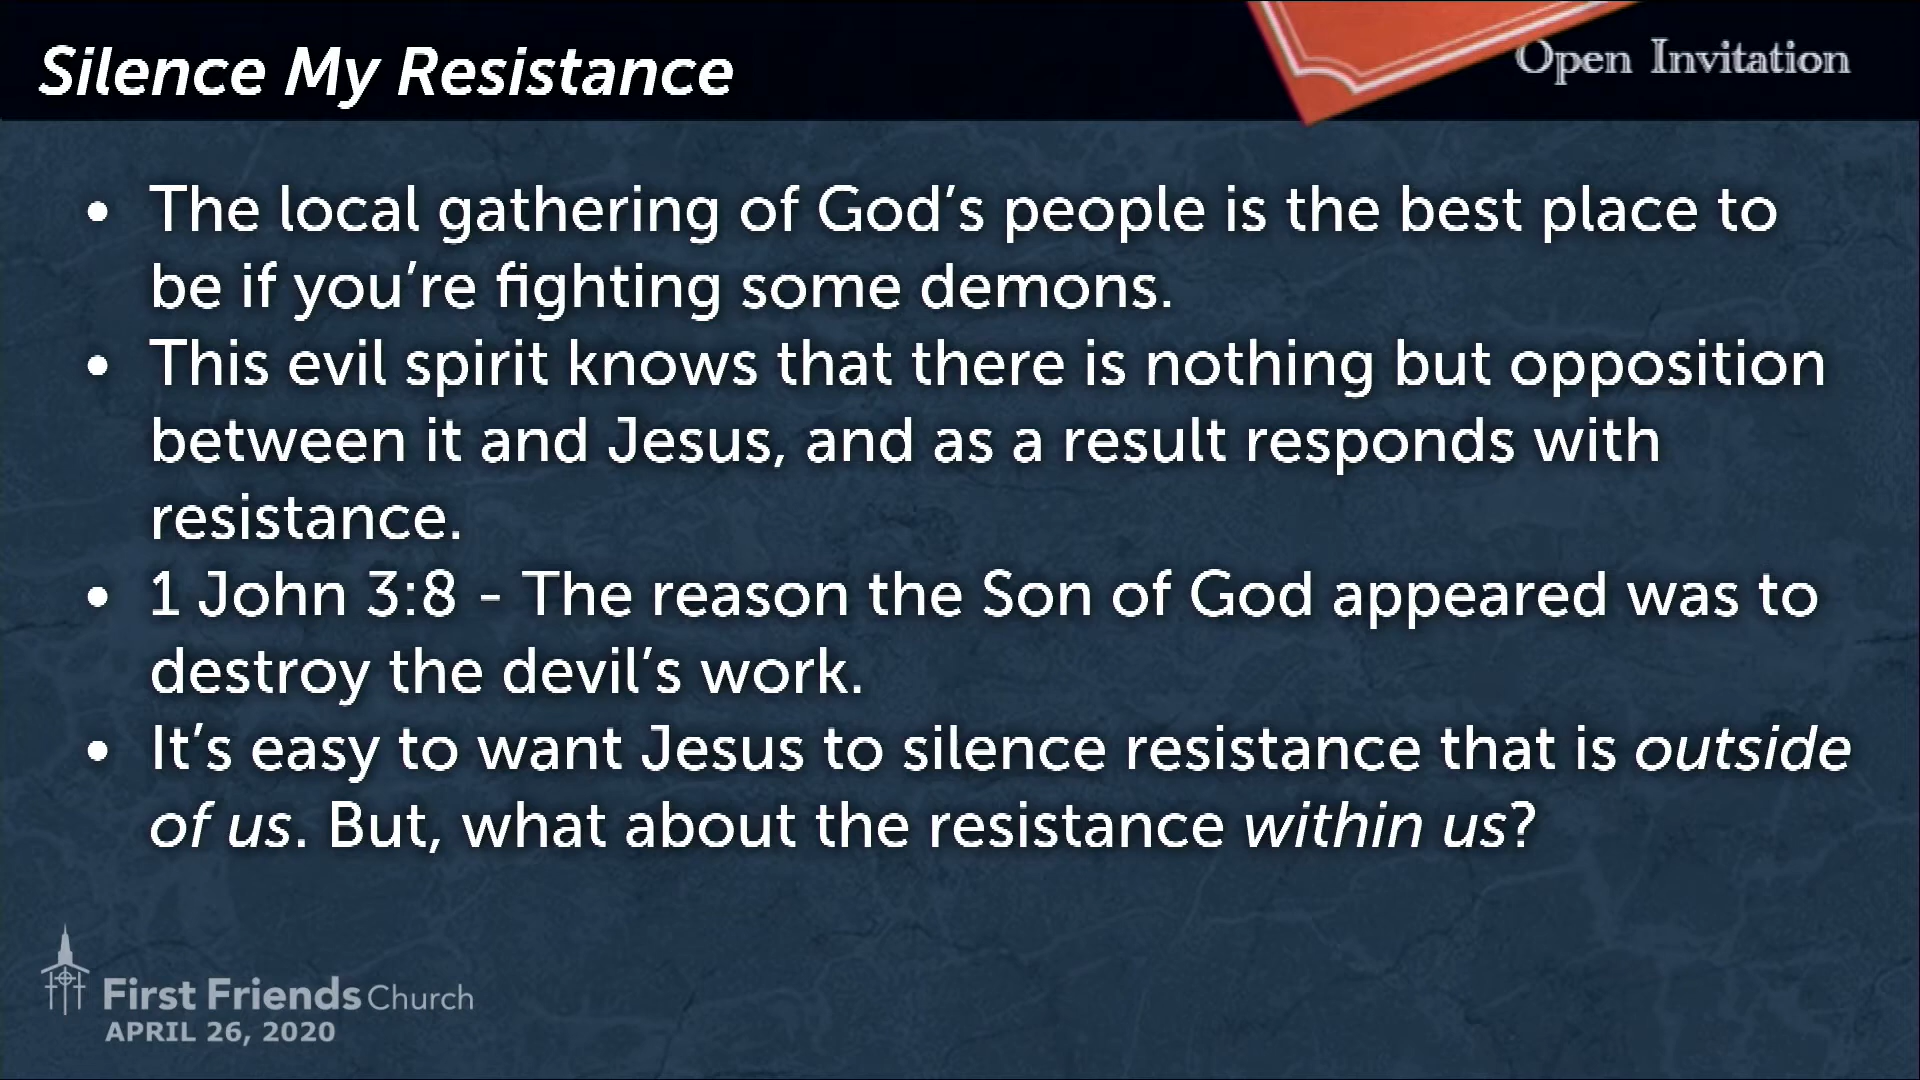 Silence My Resistance
Open Invitation
• The local gathering of God’s people is the best place to
be if you’re fighting some demons.
• This evil spirit knows that there is nothing but opposition
between it and Jesus, and as a result responds with
resistance.
• 1 John 3:8 - The reason the Son of God appeared was to
destroy the devil’s work.
• It’s easy to want Jesus to silence resistance that is outside
of us. But, what about the resistance within us?
First Friends Church
APRIL 26, 2020